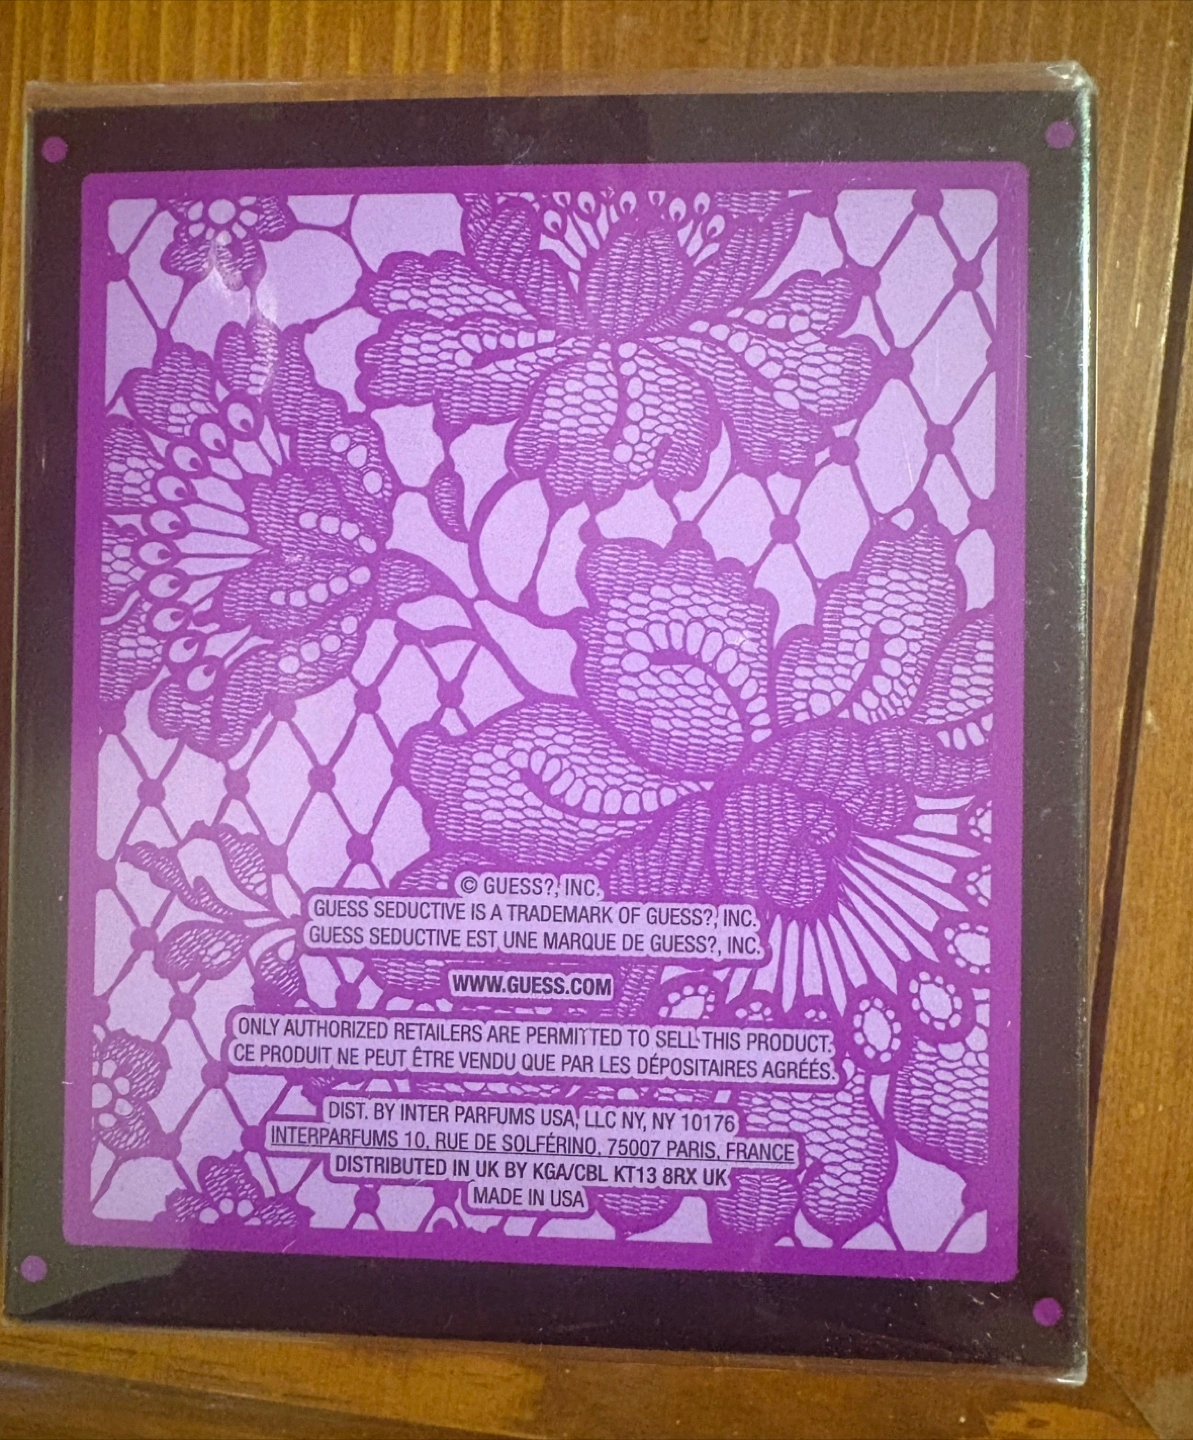 © GUESS?, INC.
GUESS SEDUCTIVE IS A TRADEMARK OF GUESS?, INC.
GUESS SEDUCTIVE EST UNE MARQUE DE GUESS?, INC.
WWW.GUESS.COM
ONLY AUTHORIZED RETAILERS ARE PERMITTED TO SELL THIS PRODUCT.
CE PRODUIT NE PEUT ÊTRE VENDU QUE PAR LES DÉPOSITAIRES AGRÉÉS.
DIST. BY INTER PARFUMS USA, LLC NY, NY 10176
INTERPARFUMS 10, RUE DE SOLFÉRINO, 75007 PARIS, FRANCE
DISTRIBUTED IN UK BY KGA/CBL KT13 8RX UK
MADE IN USA